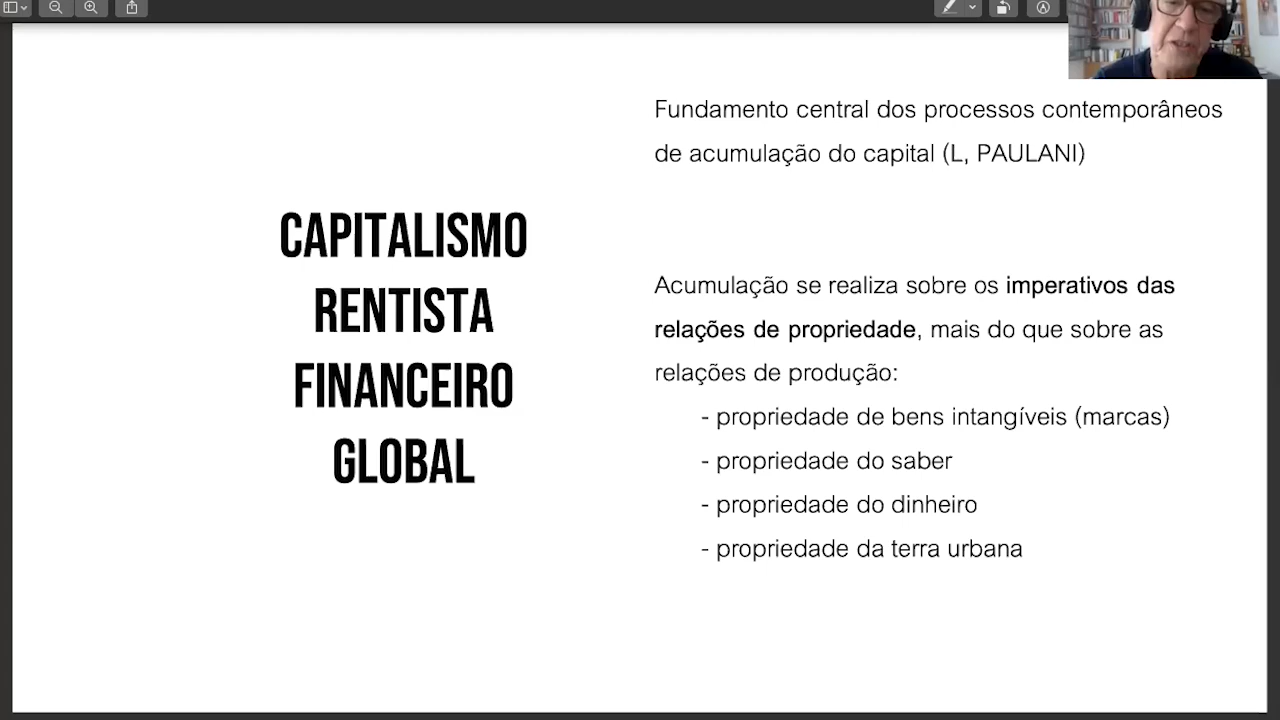 CAPITALISMO
RENTISTA
FINANCEIRO
GLOBAL
Fundamento central dos processos contemporâneos
de acumulação do capital (L, PAULANI)
Acumulação se realiza sobre os imperativos das
relações de propriedade, mais do que sobre as
relações de produção:
- propriedade de bens intangíveis (marcas)
- propriedade do saber
- propriedade do dinheiro
- propriedade da terra urbana